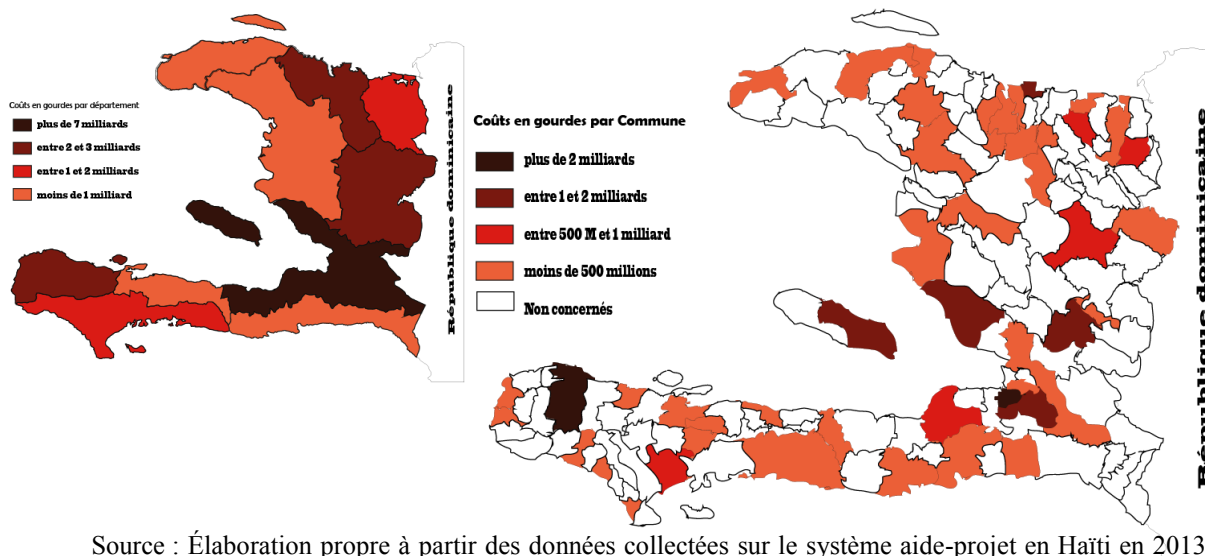 Coûts en gourdes par département
plus de 7 milliards
entre 2 et 3 milliards
entre 1 et 2 milliards
moins de 1 milliard
République dominicaine
Coûts en gourdes par Commune
plus de 2 milliards
entre 1 et 2 milliards
entre 500 M et 1 milliard
moins de 500 millions
Non concernés
République dominicaine
Source : Élaboration propre à partir des données collectées sur le système aide-projet en Haïti en 2013